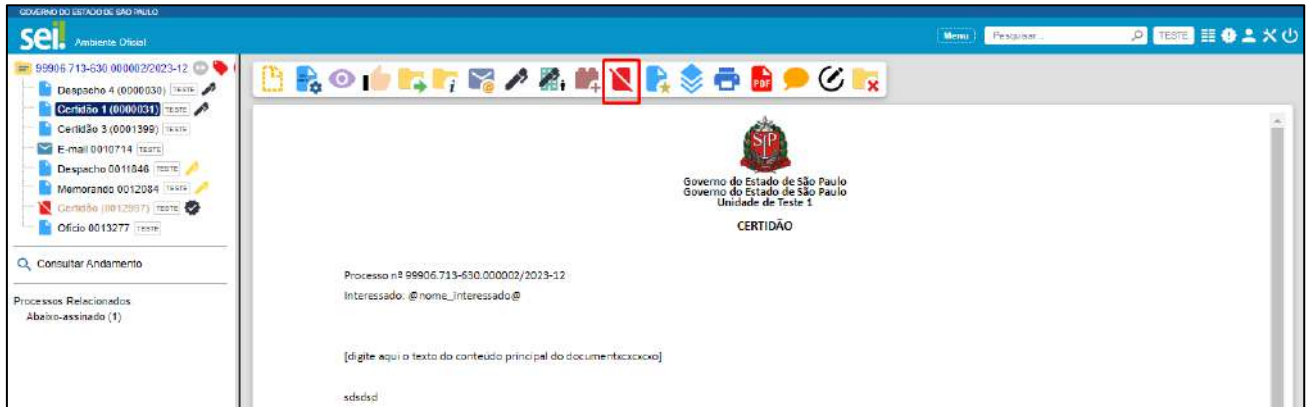 GOVERNO DO ESTADO DE SÃO PAULO
sei! Ambiente Oficial
Menu
Pesquisar...
TESTE
99906.713-630.000002/2023-12
Despacho 4 (0000030) TESTE
Certidão 1 (0000031) TESTE
Certidão 3 (0001399) TESTE
E-mail 0010714 TESTE
Despacho 0011846 TESTE
Memorando 0012084 TESTE
Certidão (0012997) TESTE
Ofício 0013277 TESTE
Consultar Andamento
Processos Relacionados
Abaixo-assinado (1)
PDF
SP
Governo do Estado de São Paulo
Governo do Estado de São Paulo
Unidade de Teste 1
CERTIDÃO
Processo nº 99906.713-630.000002/2023-12
Interessado: @nome_interessado@
[digite aqui o texto do conteúdo principal do documentxcxcxcxo]
sdsdsd